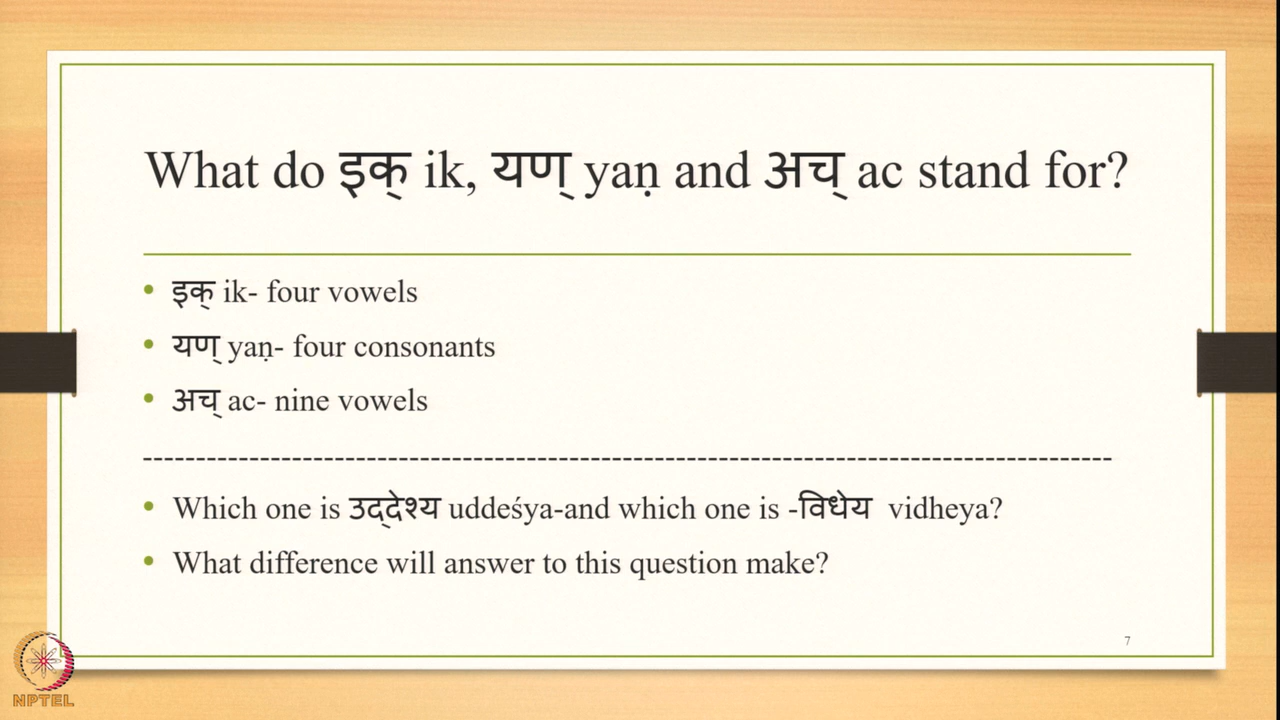 What do इक् ik, यण् yaṇ and अच् ac stand for?
• इक् ik- four vowels
• यण् yaṇ- four consonants
• अच् ac- nine vowels
--------------------------------------------------------------------------------------------
• Which one is उद्देश्य uddeśya-and which one is -विधेय vidheya?
• What difference will answer to this question make?
7
NPTEL